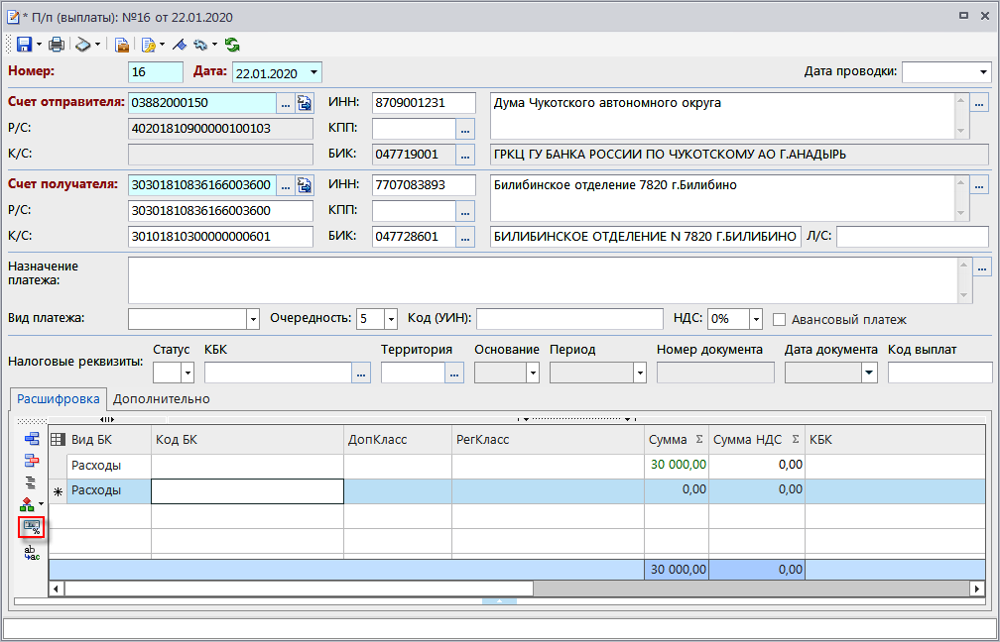 * П/п (выплаты): №16 от 22.01.2020
Номер: 16 Дата: 22.01.2020 Дата проводки:
Счет отправителя: 03882000150 ... ИНН: 8709001231 Дума Чукотского автономного округа ...
Р/С: 40201810900000100103 КПП: ...
К/С: БИК: 047719001 ... ГРКЦ ГУ БАНКА РОССИИ ПО ЧУКОТСКОМУ АО Г.АНАДЫРЬ
Счет получателя: 30301810836166003600 ... ИНН: 7707083893 Билибинское отделение 7820 г.Билибино ...
Р/С: 30301810836166003600 КПП: ...
К/С: 30101810300000000601 БИК: 047728601 ... БИЛИБИНСКОЕ ОТДЕЛЕНИЕ N 7820 Г.БИЛИБИНО Л/С:
Назначение ...
платежа:
Вид платежа: Очередность: 5 Код (УИН): НДС: 0% Авансовый платеж
Статус КБК Территория Основание Период Номер документа Дата документа Код выплат
Налоговые реквизиты: ... ...
Расшифровка Дополнительно
Вид БК Код БК ДопКласс РегКласс Сумма Σ Сумма НДС Σ КБК
Расходы 30 000,00 0,00
Расходы 0,00 0,00
30 000,00 0,00